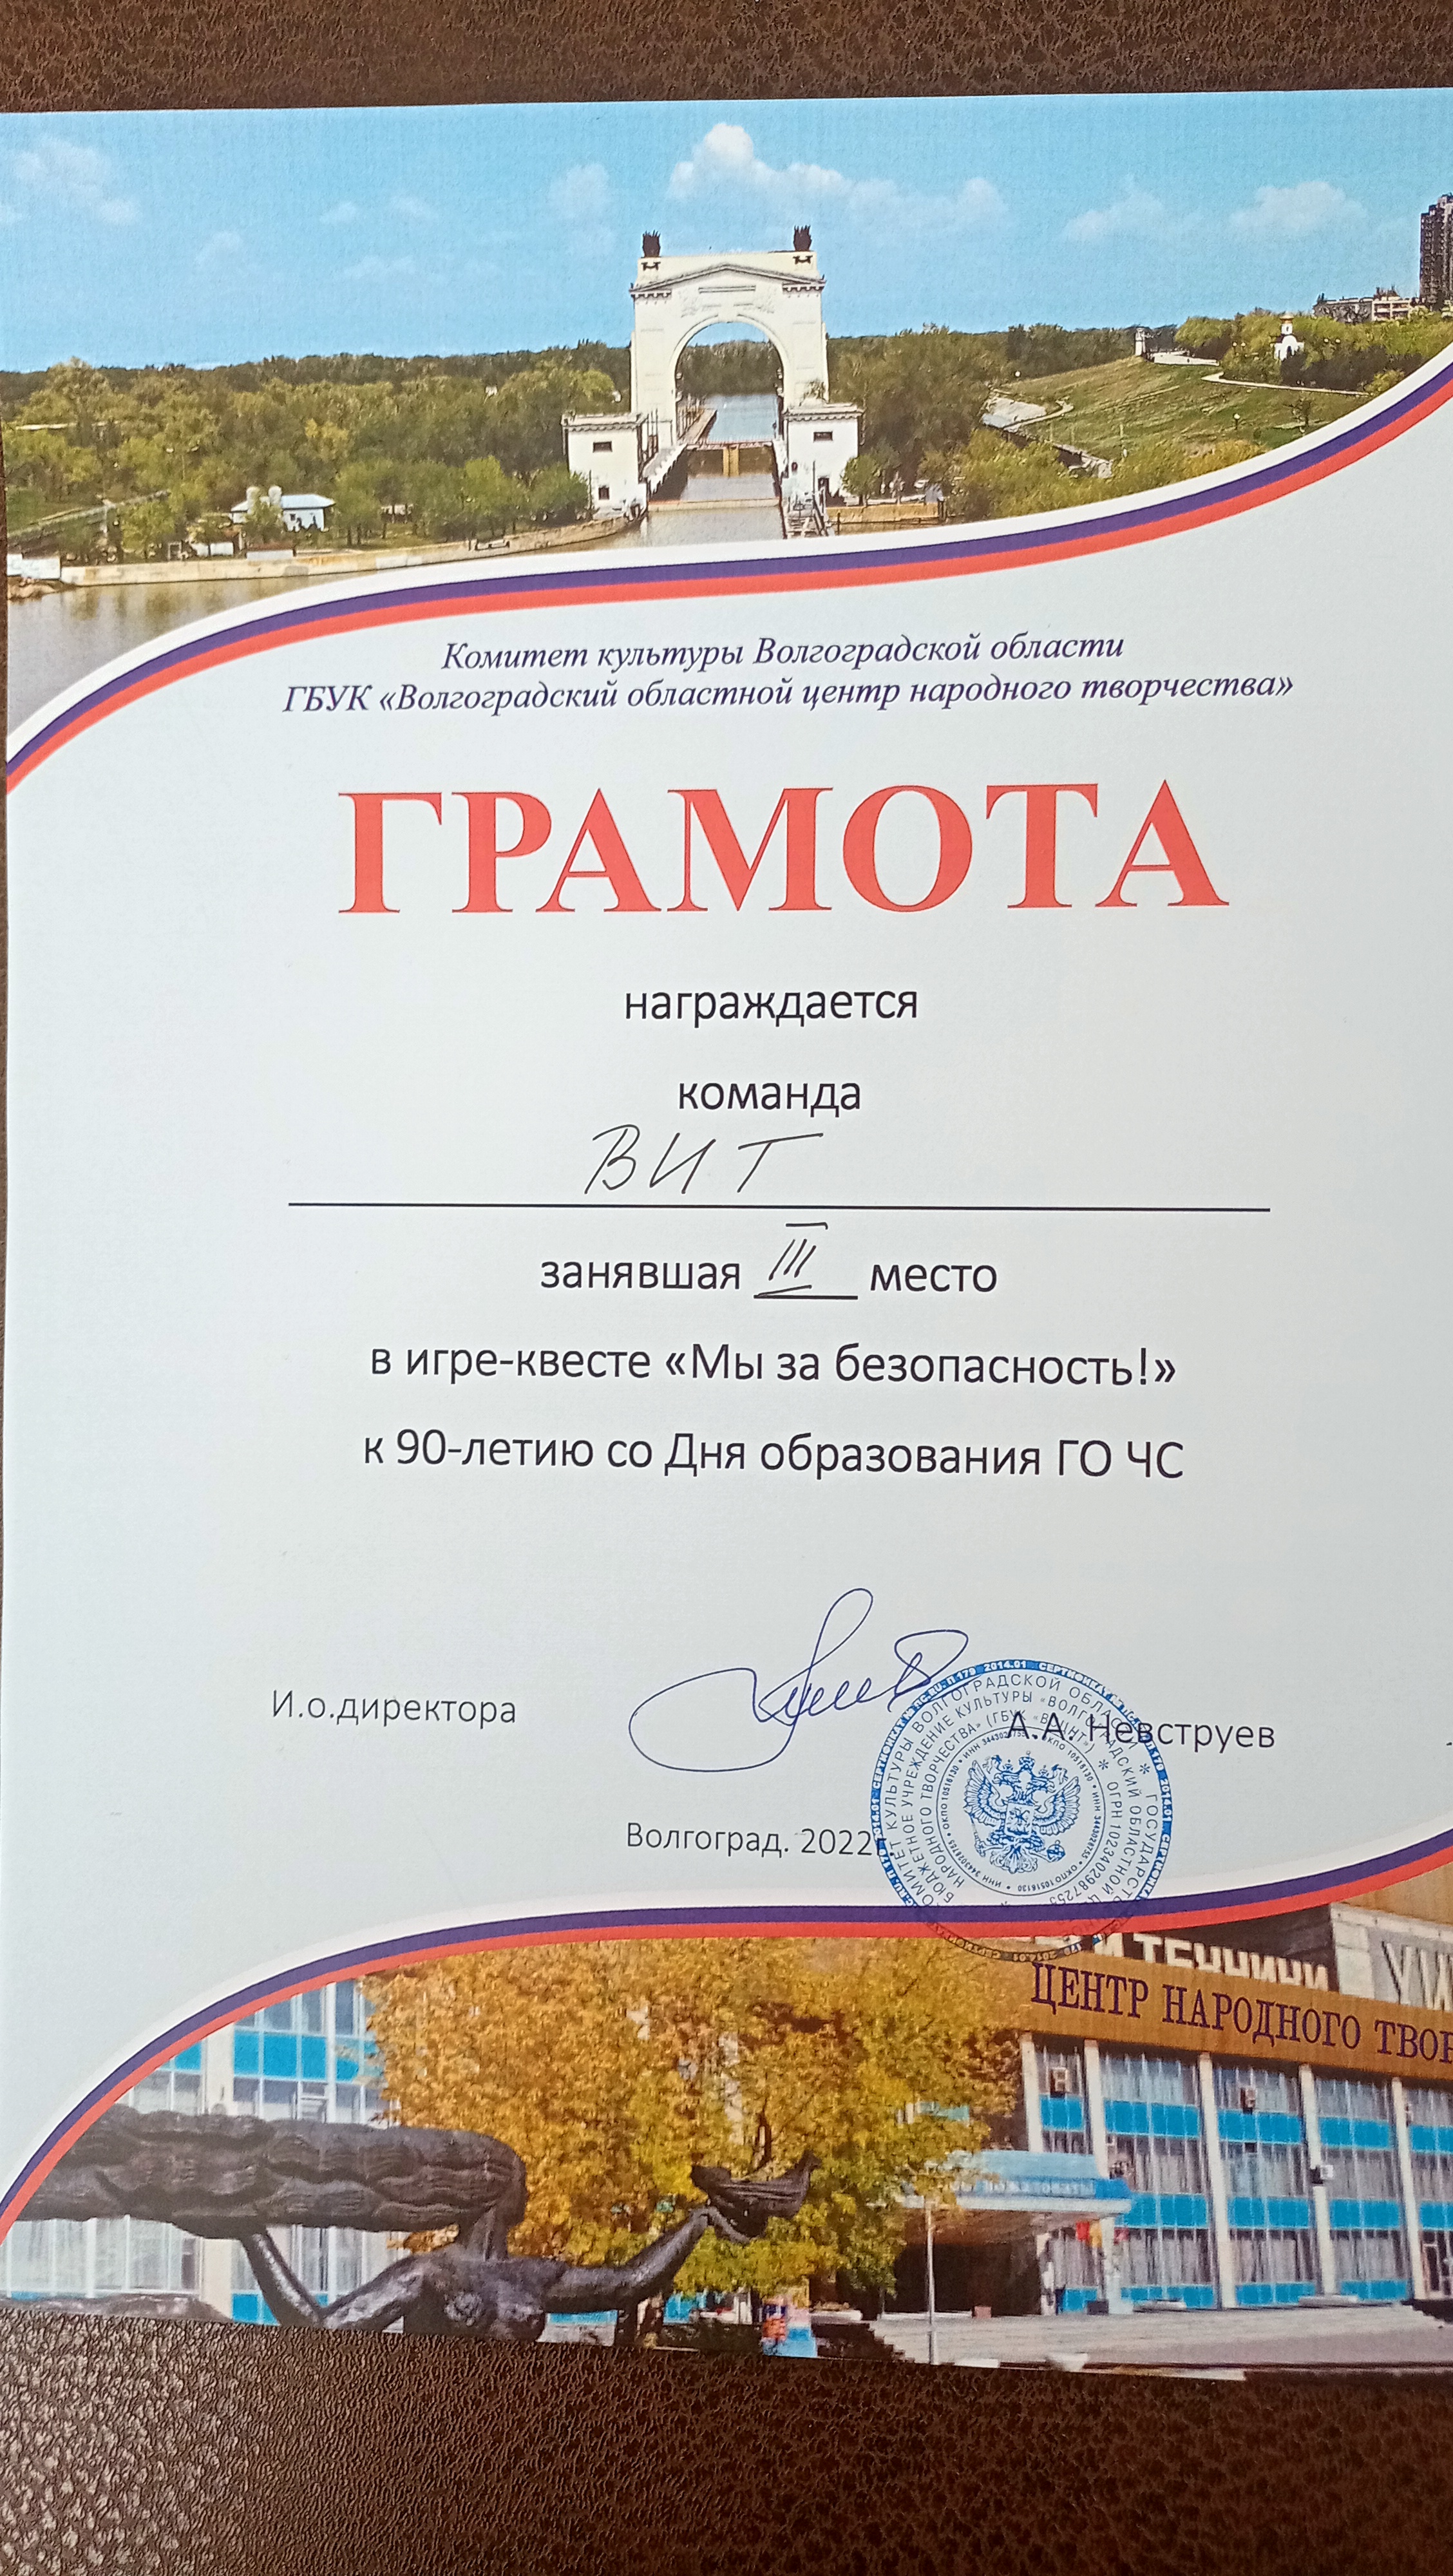 Комитет культуры Волгоградской области
ГБУК «Волгоградский областной центр народного творчества»
ГРАМОТА
награждается
команда
ВИТ
занявшая III место
в игре-квесте «Мы за безопасность!»
к 90-летию со Дня образования ГО ЧС
И.о.директора
А.А. Невструев
Волгоград. 2022
ЦЕНТР НАРОДНОГО ТВОР